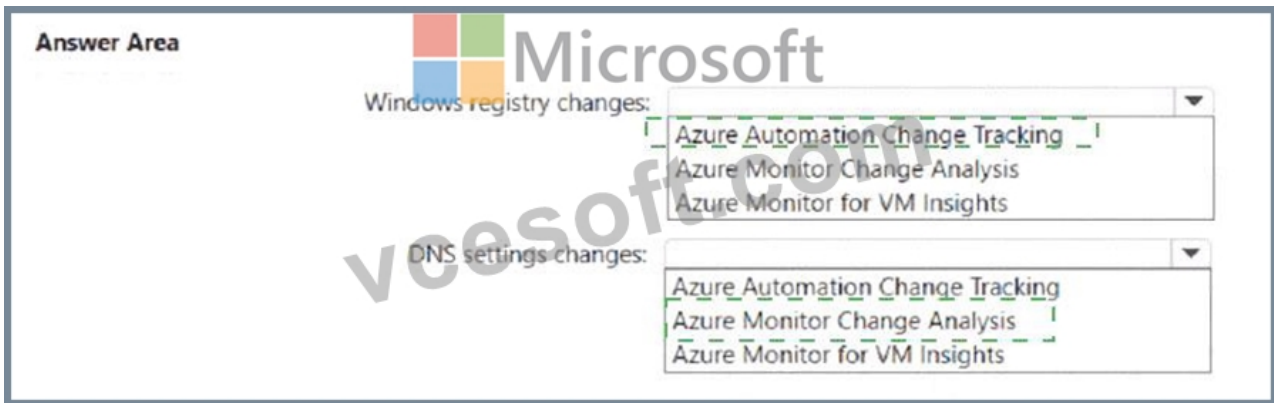 Answer Area
Microsoft
Windows registry changes:
Azure Automation Change Tracking
Azure Monitor Change Analysis
Azure Monitor for VM Insights
vcesoft.com
DNS settings changes:
Azure Automation Change Tracking
Azure Monitor Change Analysis
Azure Monitor for VM Insights